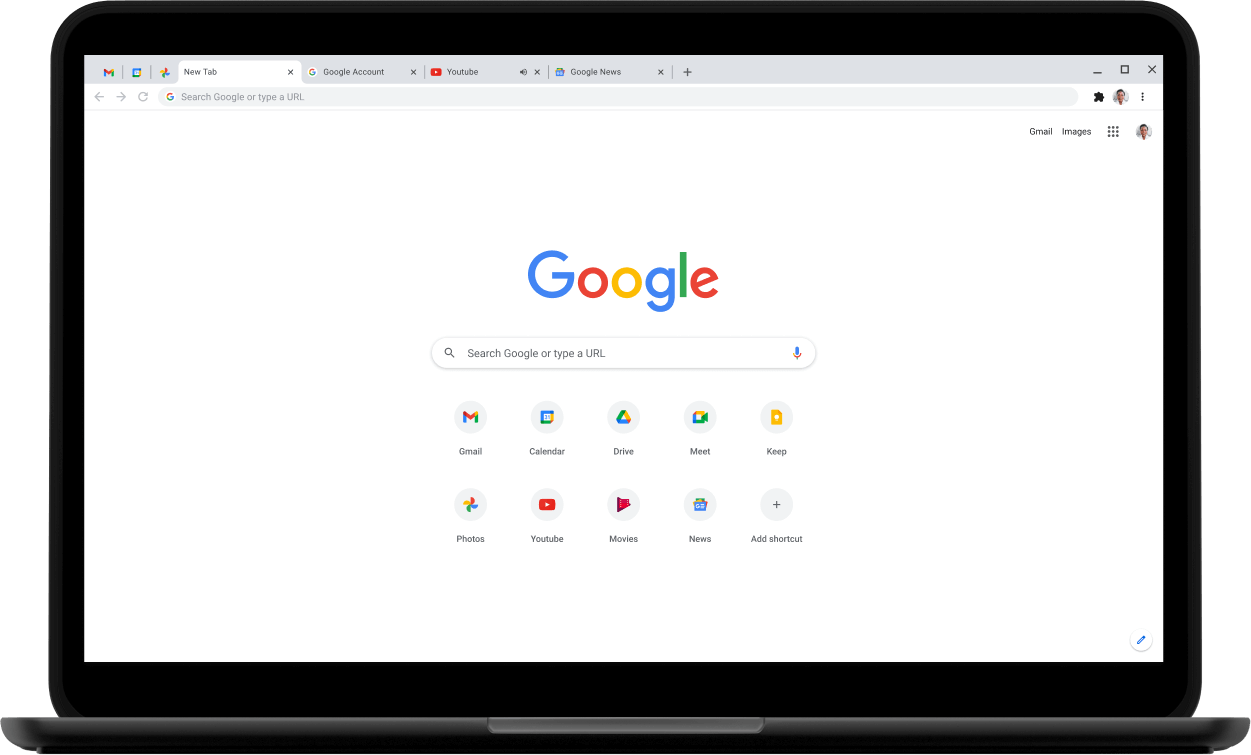 New Tab Google Account Youtube Google News
Search Google or type a URL
Gmail Images
Google
Search Google or type a URL
Gmail Calendar Drive Meet Keep
Photos Youtube Movies News Add shortcut